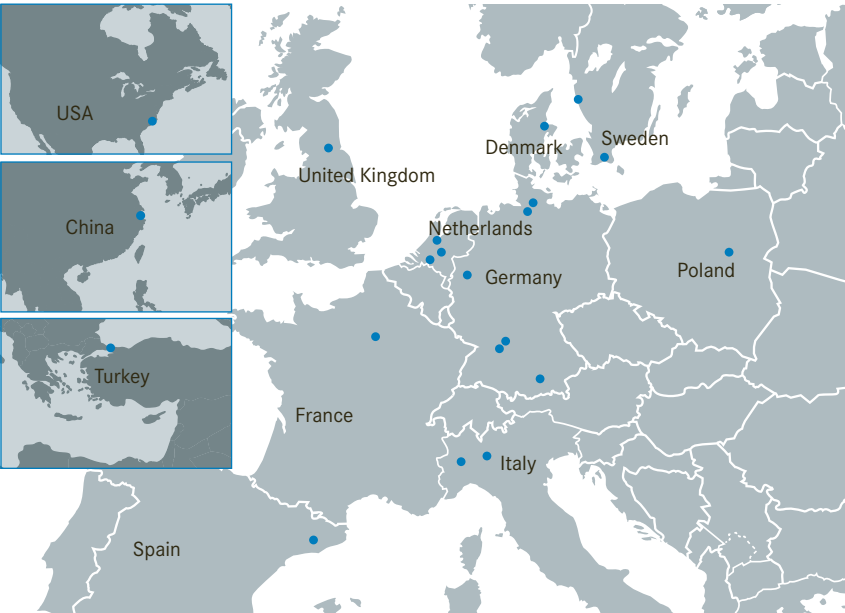 USA
China
Turkey
Denmark
Sweden
United Kingdom
Netherlands
Germany
Poland
France
Italy
Spain